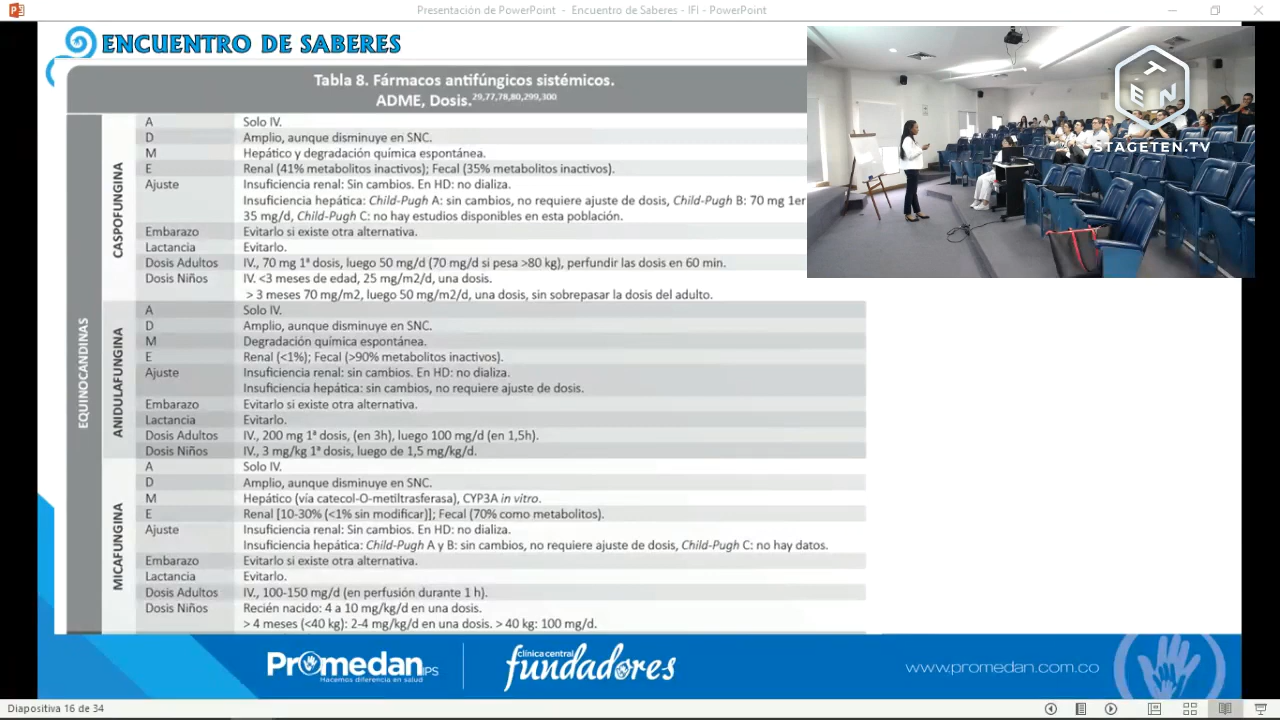 Presentación de PowerPoint - Encuentro de Saberes - IFi - PowerPoint
ENCUENTRO DE SABERES
Tabla 8. Fármacos antifúngicos sistémicos.
ADME, Dosis.29,77,78,80,299,300
EQUINOCANDINAS
CASPOFUNGINA
A Solo IV.
D Amplio, aunque disminuye en SNC.
M Hepático y degradación química espontánea.
E Renal (41% metabolitos inactivos); Fecal (35% metabolitos inactivos).
Ajuste Insuficiencia renal: Sin cambios. En HD: no dializa.
Insuficiencia hepática: Child-Pugh A: sin cambios, no requiere ajuste de dosis, Child-Pugh B: 70 mg 1er
35 mg/d, Child-Pugh C: no hay estudios disponibles en esta población.
Embarazo Evitarlo si existe otra alternativa.
Lactancia Evitarlo.
Dosis Adultos IV., 70 mg 1ª dosis, luego 50 mg/d (70 mg/d si pesa >80 kg), perfundir las dosis en 60 min.
Dosis Niños IV. <3 meses de edad, 25 mg/m2/d, una dosis.
> 3 meses 70 mg/m2, luego 50 mg/m2/d, una dosis, sin sobrepasar la dosis del adulto.
ANIDULAFUNGINA
A Solo IV.
D Amplio, aunque disminuye en SNC.
M Degradación química espontánea.
E Renal (<1%); Fecal (>90% metabolitos inactivos).
Ajuste Insuficiencia renal: sin cambios. En HD: no dializa.
Insuficiencia hepática: sin cambios, no requiere ajuste de dosis.
Embarazo Evitarlo si existe otra alternativa.
Lactancia Evitarlo.
Dosis Adultos IV., 200 mg 1ª dosis, (en 3h), luego 100 mg/d (en 1,5h).
Dosis Niños IV., 3 mg/kg 1ª dosis, luego de 1,5 mg/kg/d.
MICAFUNGINA
A Solo IV.
D Amplio, aunque disminuye en SNC.
M Hepático (vía catecol-O-metiltrasferasa), CYP3A in vitro.
E Renal [10-30% (<1% sin modificar)]; Fecal (70% como metabolitos).
Ajuste Insuficiencia renal: Sin cambios. En HD: no dializa.
Insuficiencia hepática: Child-Pugh A y B: sin cambios, no requiere ajuste de dosis, Child-Pugh C: no hay datos.
Embarazo Evitarlo si existe otra alternativa.
Lactancia Evitarlo.
Dosis Adultos IV., 100-150 mg/d (en perfusión durante 1 h).
Dosis Niños Recién nacido: 4 a 10 mg/kg/d en una dosis.
> 4 meses (<40 kg): 2-4 mg/kg/d en una dosis. > 40 kg: 100 mg/d.
TEN
STAGETEN.TV
Promedan IPS
Hacemos diferencia en salud
clínica central
fundadores
www.promedan.com.co
Diapositiva 16 de 34